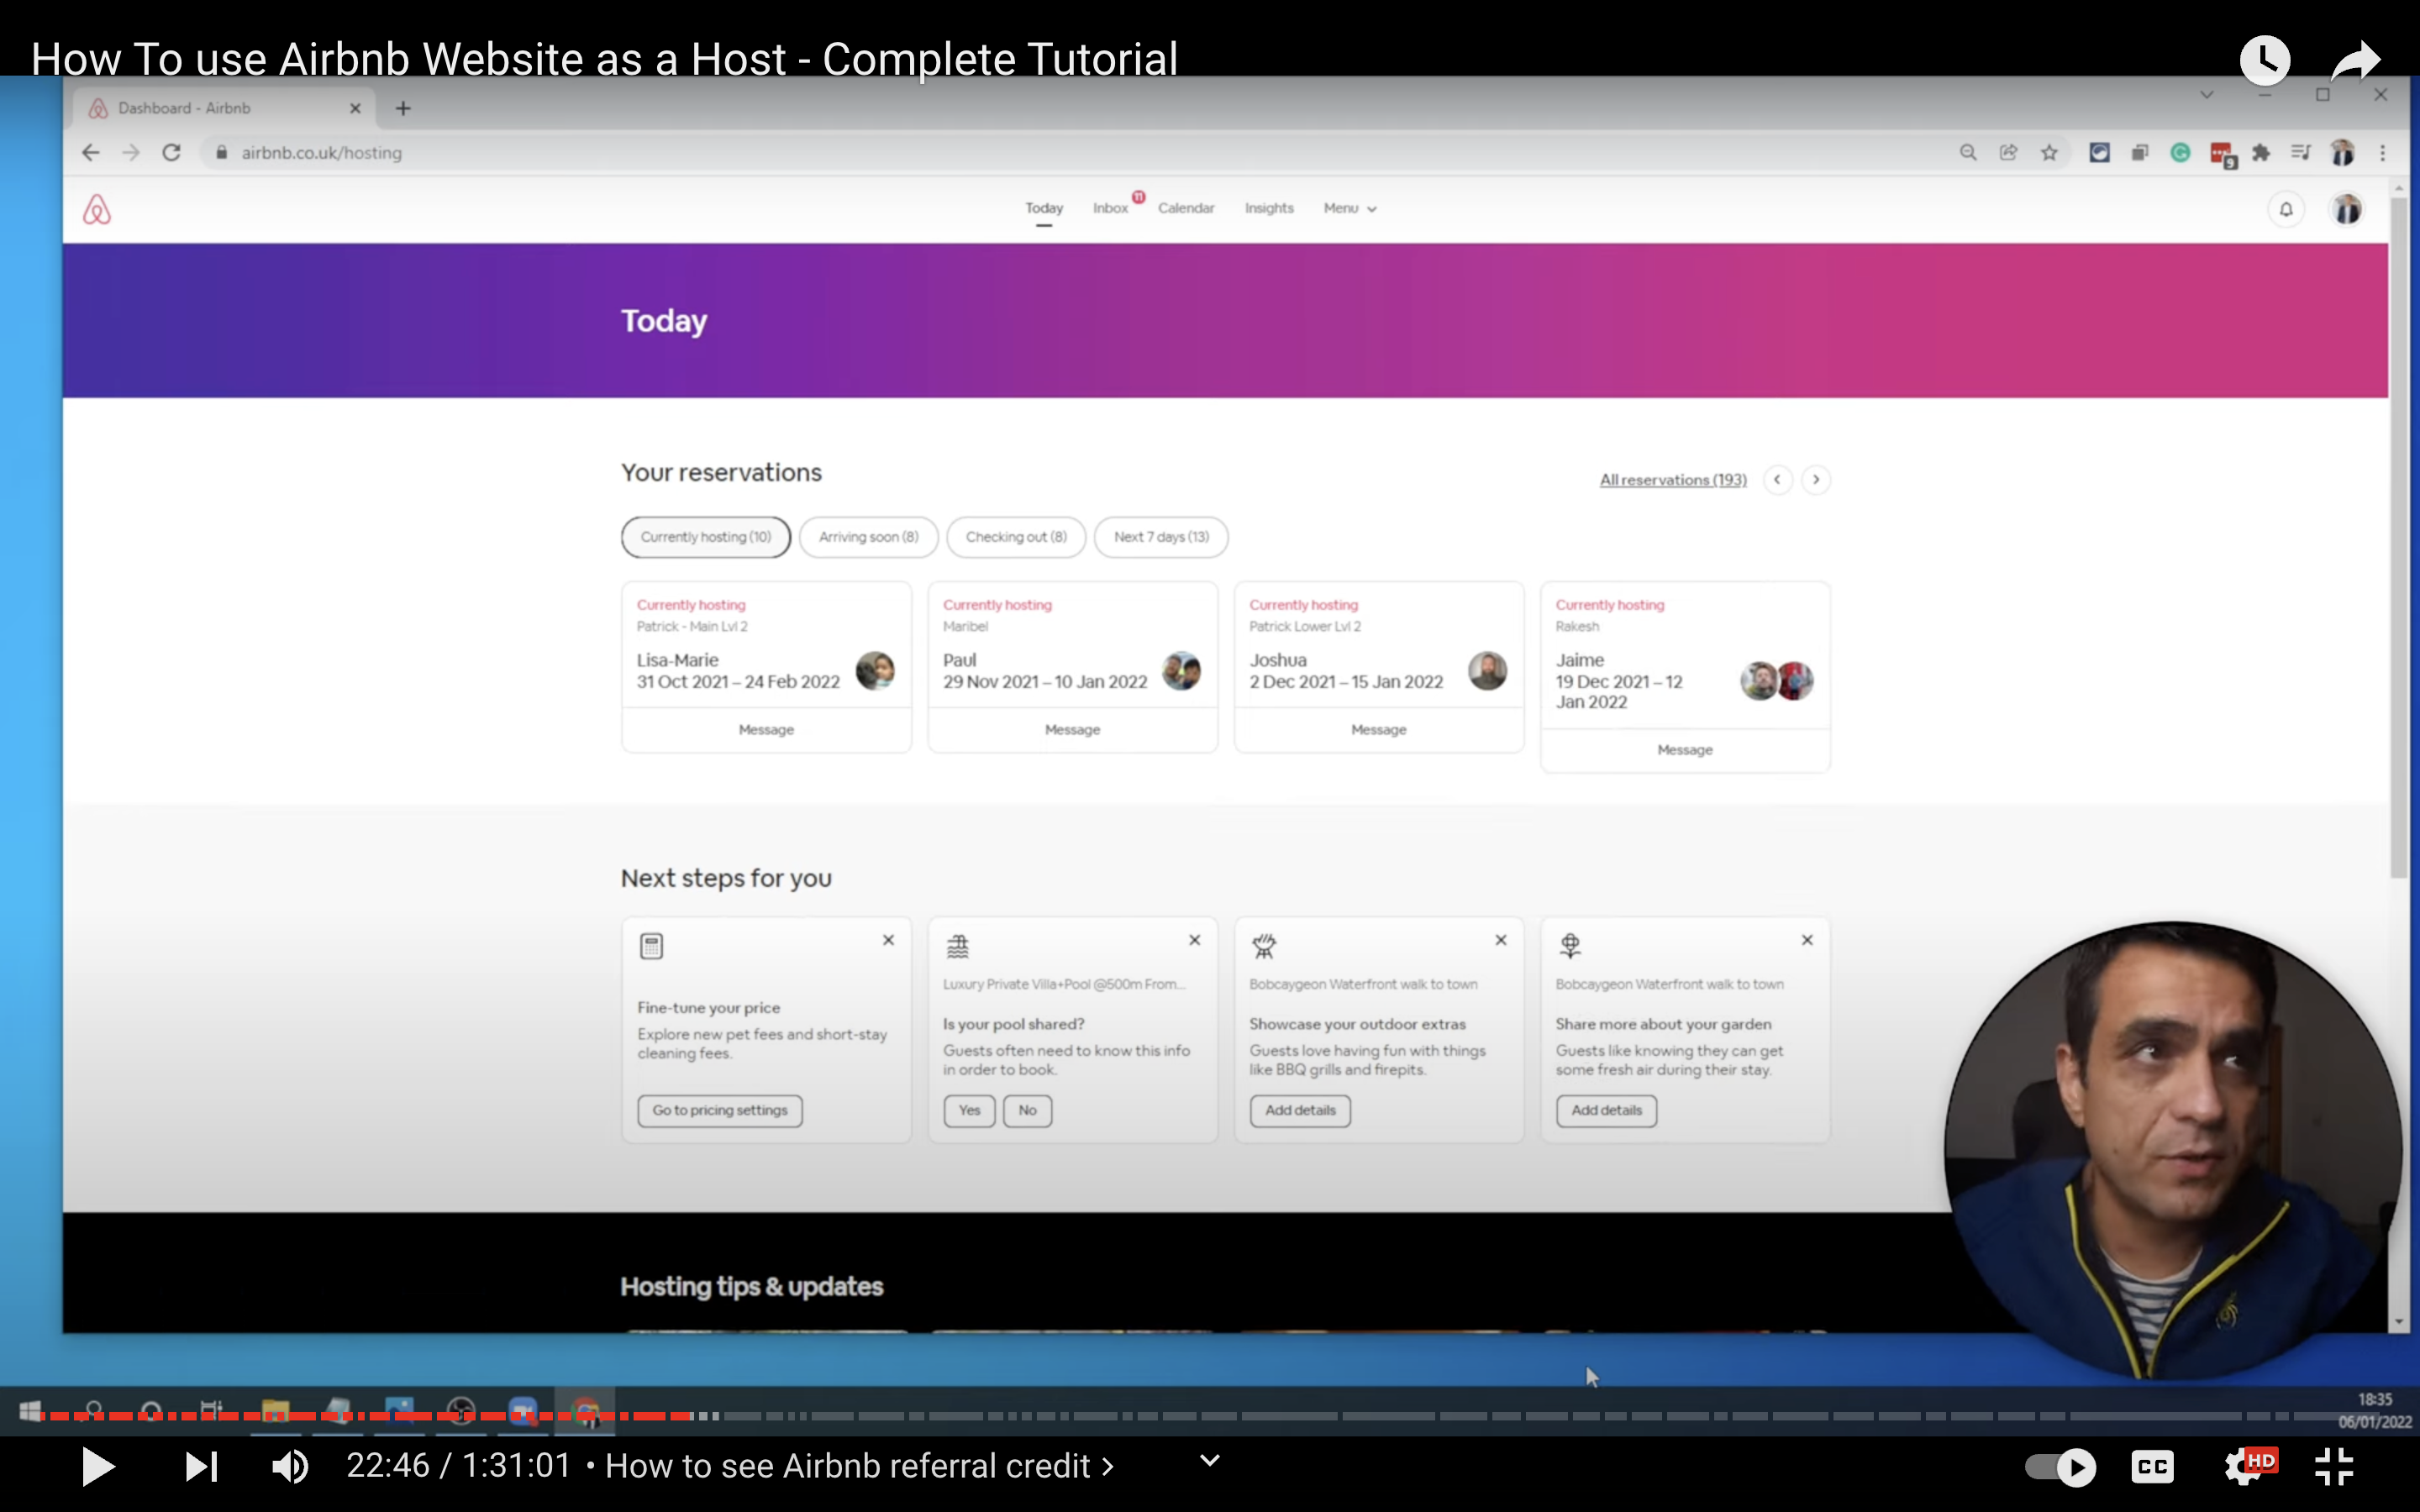 How To use Airbnb Website as a Host - Complete Tutorial
Dashboard - Airbnb
airbnb.co.uk/hosting
9
Today
Inbox
11
Calendar
Insights
Menu
Today
Your reservations
All reservations (193)
Currently hosting (10)
Arriving soon (8)
Checking out (8)
Next 7 days (13)
Currently hosting
Patrick - Main Lvl 2
Lisa-Marie
31 Oct 2021 – 24 Feb 2022
Message
Currently hosting
Maribel
Paul
29 Nov 2021 – 10 Jan 2022
Message
Currently hosting
Patrick Lower Lvl 2
Joshua
2 Dec 2021 – 15 Jan 2022
Message
Currently hosting
Rakesh
Jaime
19 Dec 2021 – 12
Jan 2022
Message
Next steps for you
Fine-tune your price
Explore new pet fees and short-stay
cleaning fees.
Go to pricing settings
Luxury Private Villa+Pool @500m From...
Is your pool shared?
Guests often need to know this info
in order to book.
Yes
No
Bobcaygeon Waterfront walk to town
Showcase your outdoor extras
Guests love having fun with things
like BBQ grills and firepits.
Add details
Bobcaygeon Waterfront walk to town
Share more about your garden
Guests like knowing they can get
some fresh air during their stay.
Add details
Hosting tips & updates
18:35
06/01/2022
22:46 / 1:31:01 • How to see Airbnb referral credit
CC
HD